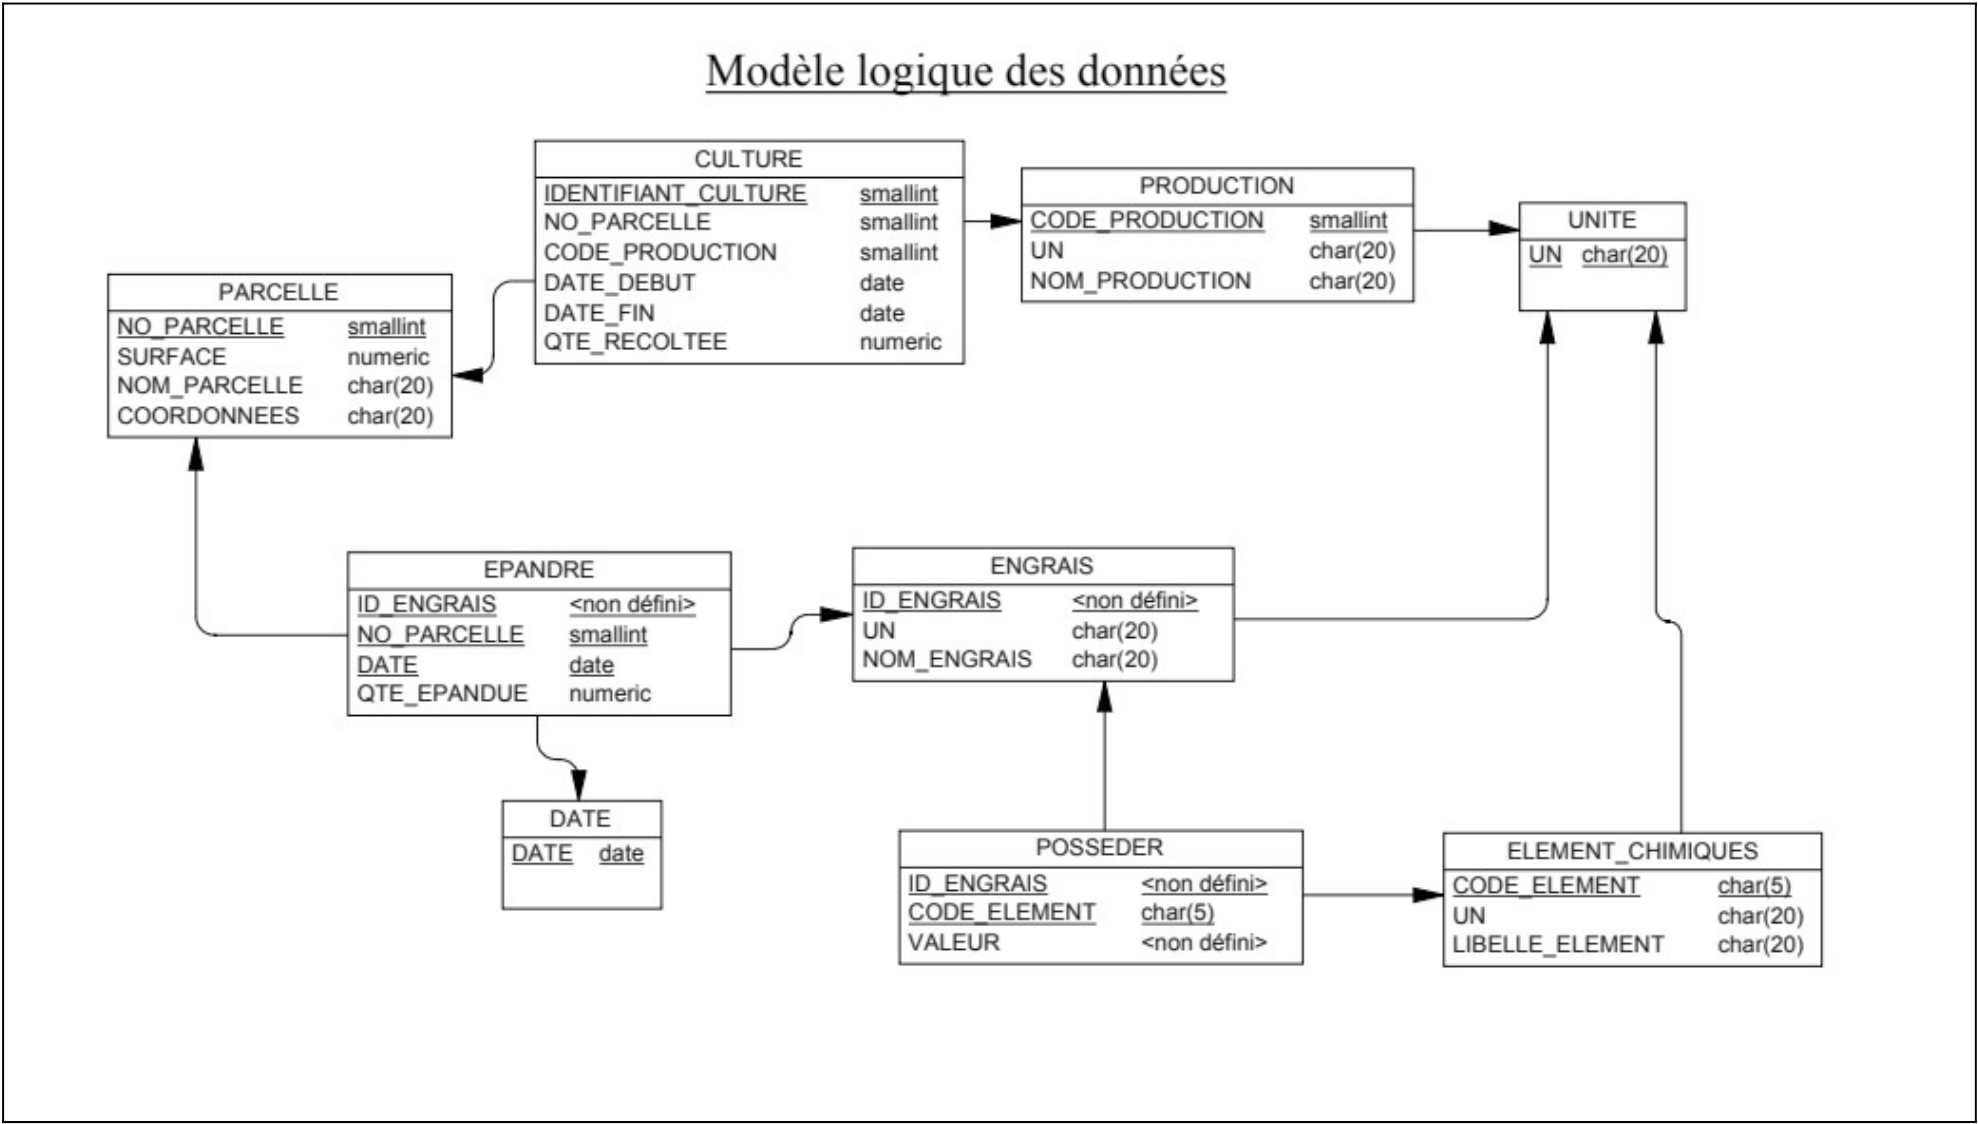 Modèle logique des données
CULTURE
IDENTIFIANT_CULTURE smallint
NO_PARCELLE smallint
CODE_PRODUCTION smallint
DATE_DEBUT date
DATE_FIN date
QTE_RECOLTEE numeric
PRODUCTION
CODE_PRODUCTION smallint
UN char(20)
NOM_PRODUCTION char(20)
UNITE
UN char(20)
PARCELLE
NO_PARCELLE smallint
SURFACE numeric
NOM_PARCELLE char(20)
COORDONNEES char(20)
EPANDRE
ID_ENGRAIS <non défini>
NO_PARCELLE smallint
DATE date
QTE_EPANDUE numeric
ENGRAIS
ID_ENGRAIS <non défini>
UN char(20)
NOM_ENGRAIS char(20)
DATE
DATE date
POSSEDER
ID_ENGRAIS <non défini>
CODE_ELEMENT char(5)
VALEUR <non défini>
ELEMENT_CHIMIQUES
CODE_ELEMENT char(5)
UN char(20)
LIBELLE_ELEMENT char(20)